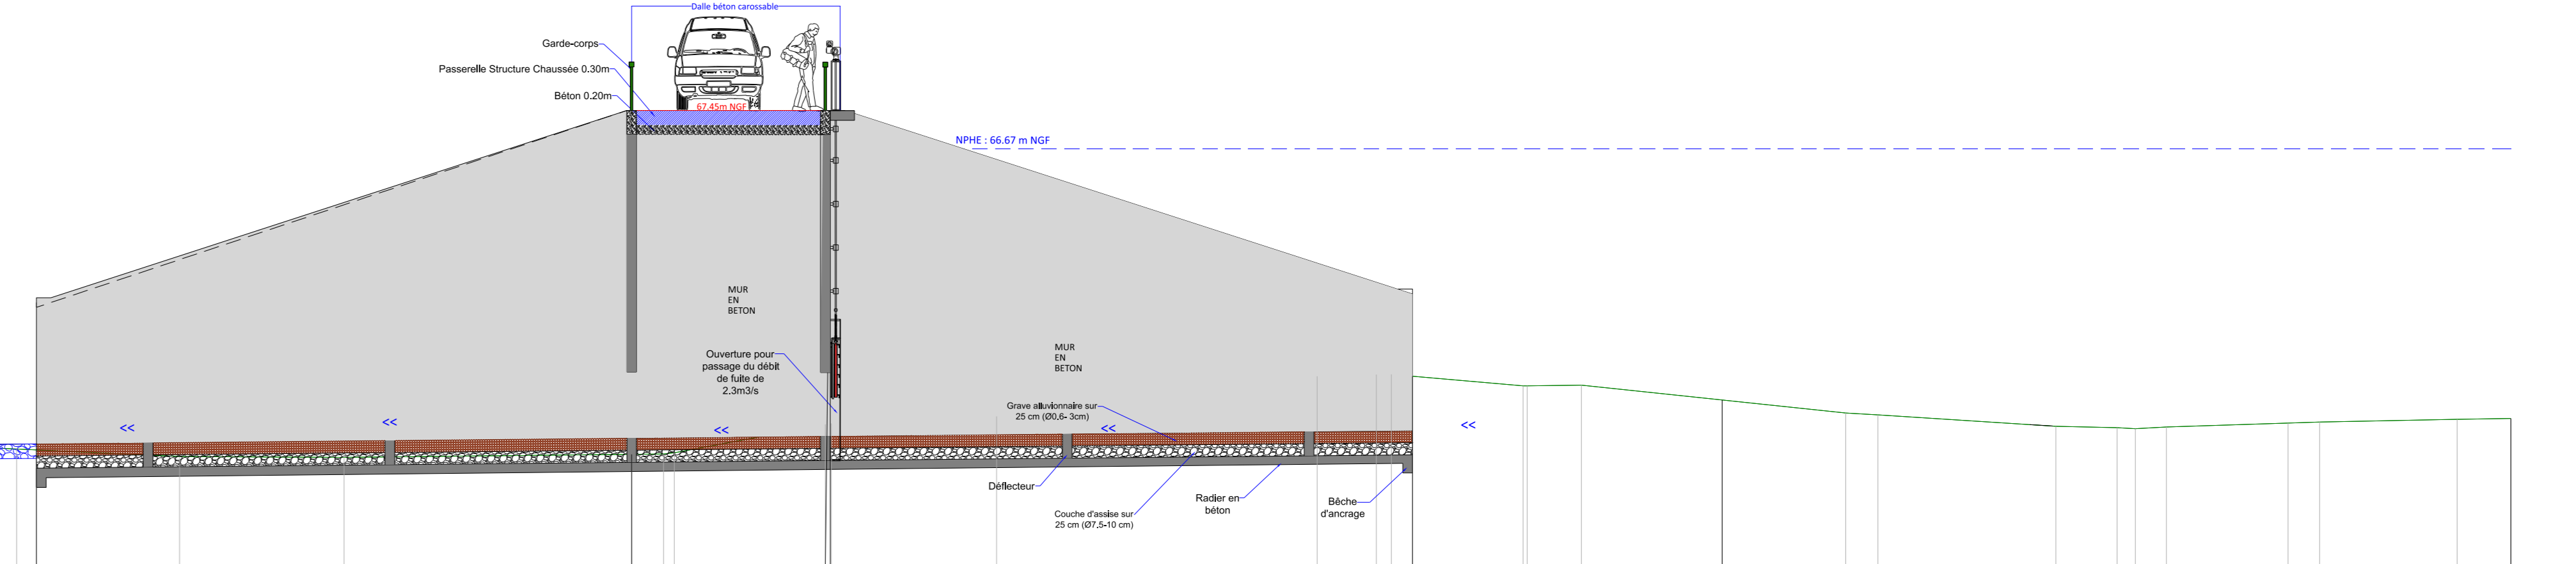 Dalle béton carossable
Garde-corps
Passerelle Structure Chaussée 0.30m
Béton 0.20m
67.45m NGF
NPHE : 66.67 m NGF
MUR
EN
BETON
Ouverture pour
passage du débit
de fuite de
2.3m3/s
MUR
EN
BETON
Grave alluvionnaire sur
25 cm (Ø0,6- 3cm)
<<
<<
<<
<<
<<
Déflecteur
Couche d'assise sur
25 cm (Ø7,5-10 cm)
Radier en
béton
Bêche
d'ancrage